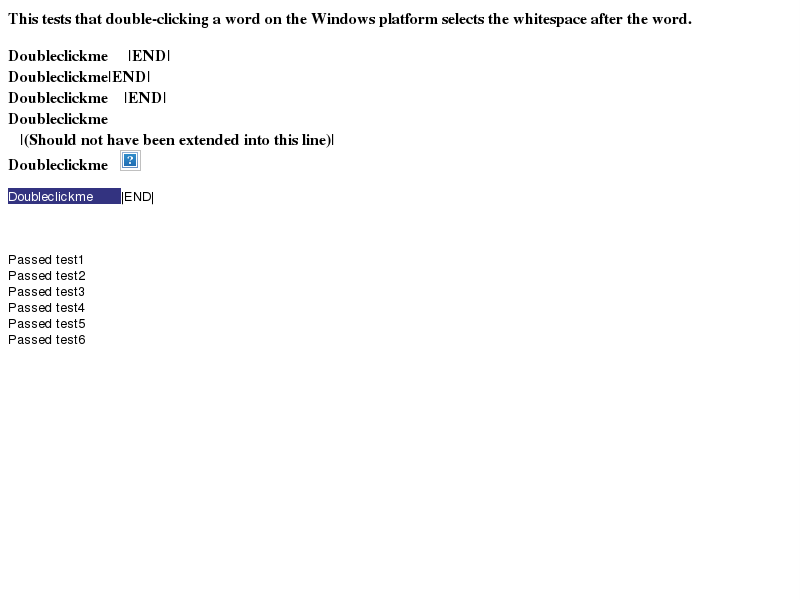 This tests that double-clicking a word on the Windows platform selects the whitespace after the word.
Doubleclickme     |END|
Doubleclickme|END|
Doubleclickme    |END|
Doubleclickme
   |(Should not have been extended into this line)|
Doubleclickme
Doubleclickme     |END|
Passed test1
Passed test2
Passed test3
Passed test4
Passed test5
Passed test6